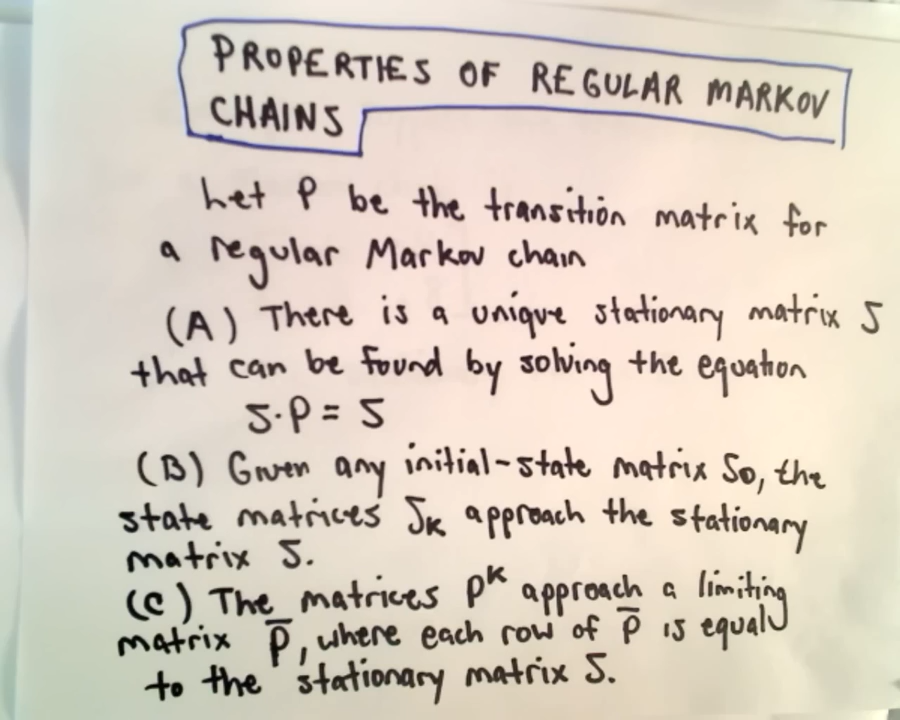 PROPERTIES OF REGULAR MARKOV
CHAINS
Let P be the transition matrix for
a regular Markov chain
(A) There is a unique stationary matrix S
that can be found by solving the equation
S·P = S
(B) Given any initial-state matrix So, the
state matrices Sₖ approach the stationary
matrix S.
(C) The matrices Pᵏ approach a limiting
matrix P̅, where each row of P̅ is equal
to the stationary matrix S.